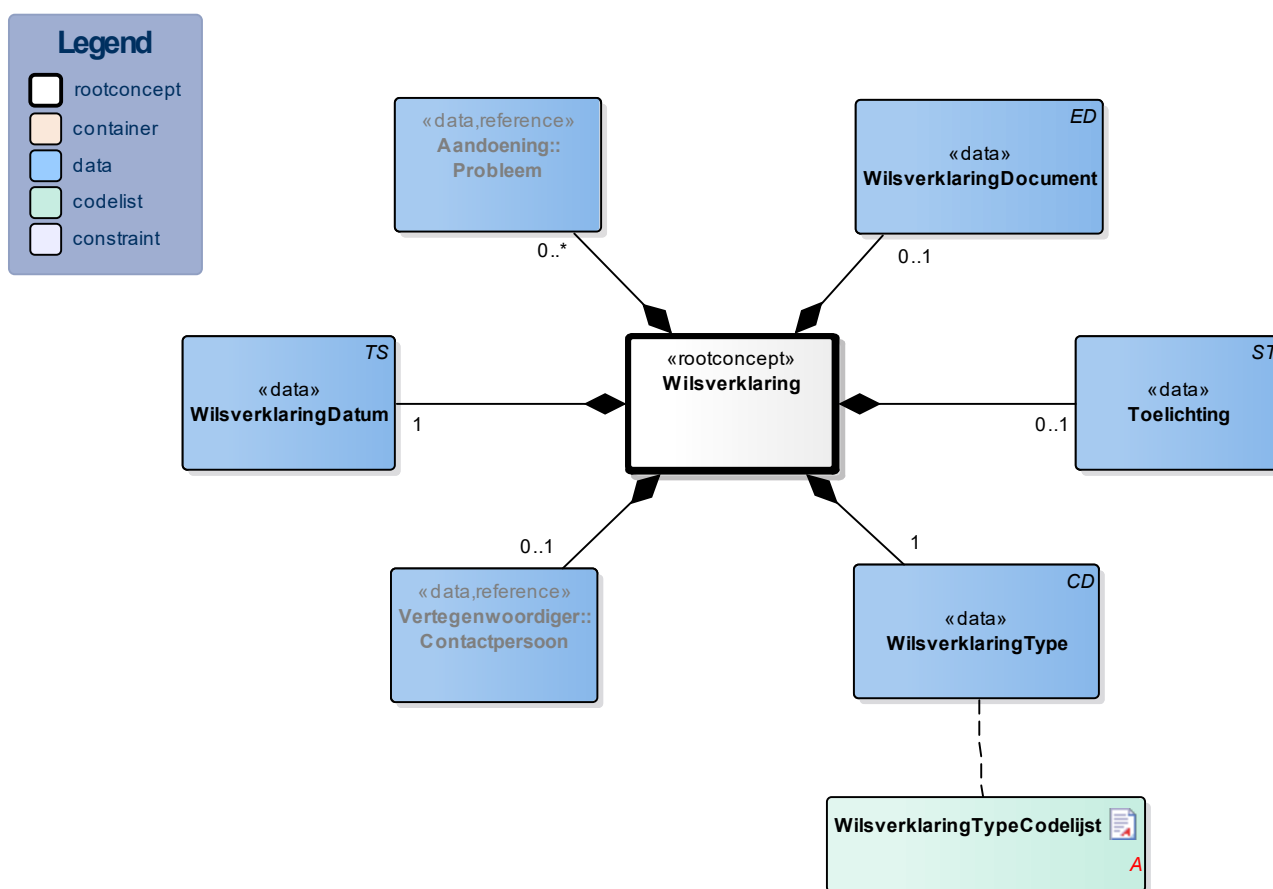 Legend
rootconcept
container
data
codelist
constraint
«data,reference»
Aandoening::
Probleem
0..*
ED
«data»
WilsverklaringDocument
0..1
TS
«data»
WilsverklaringDatum
1
«rootconcept»
Wilsverklaring
ST
«data»
Toelichting
0..1
0..1
«data,reference»
Vertegenwoordiger::
Contactpersoon
1
CD
«data»
WilsverklaringType
WilsverklaringTypeCodelijst
A